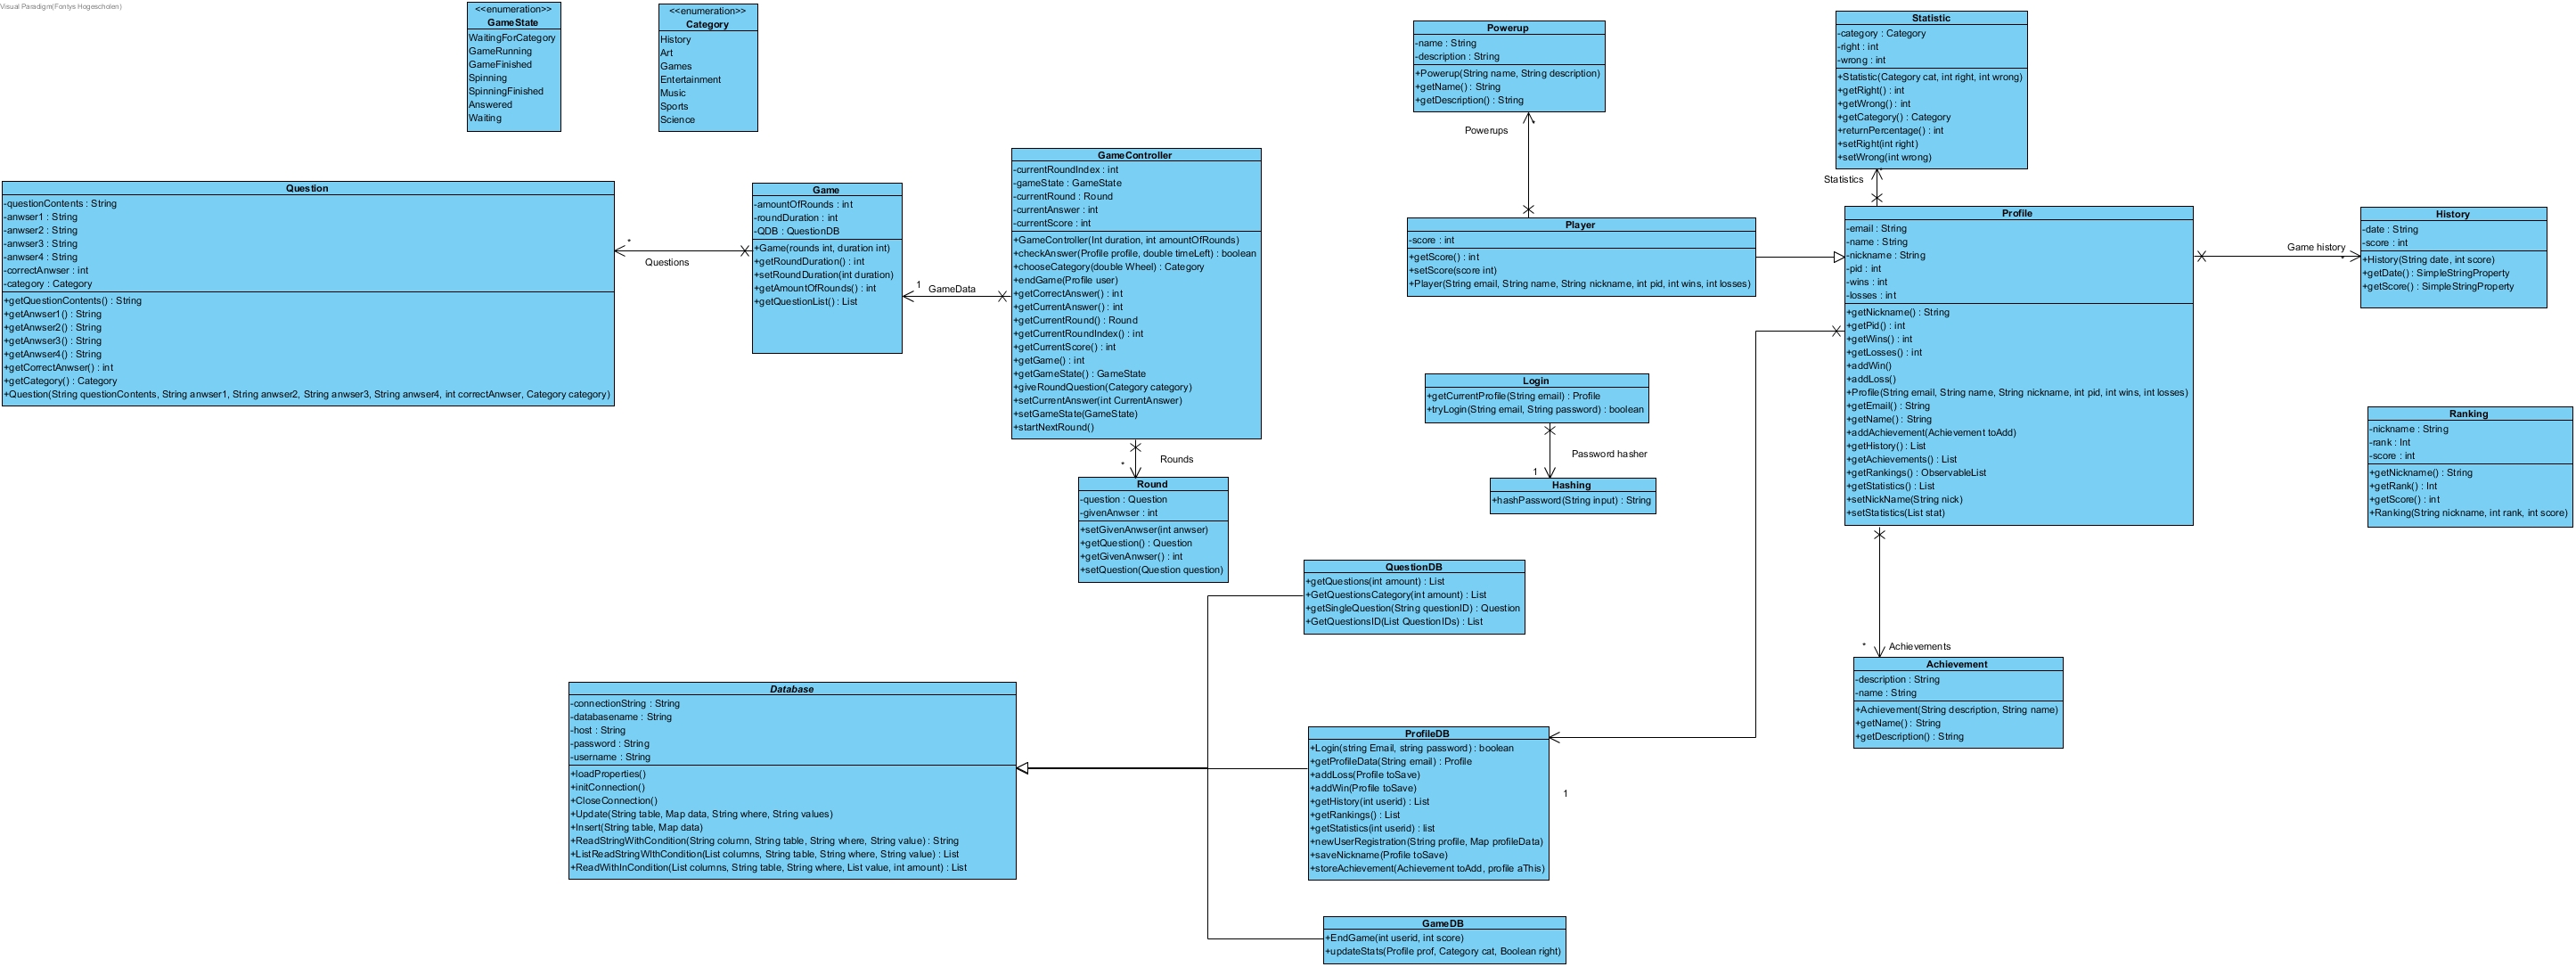 Visual Paradigm(Fontys Hogescholen)
<<enumeration>>
GameState
WaitingForCategory
GameRunning
GameFinished
Spinning
SpinningFinished
Answered
Waiting
<<enumeration>>
Category
History
Art
Games
Entertainment
Music
Sports
Science
Powerup
-name : String
-description : String
+Powerup(String name, String description)
+getName() : String
+getDescription() : String
Powerups
*
Statistic
-category : Category
-right : int
-wrong : int
+Statistic(Category cat, int right, int wrong)
+getRight() : int
+getWrong() : int
+getCategory() : Category
+returnPercentage() : int
+setRight(int right)
+setWrong(int wrong)
Statistics
*
Question
-questionContents : String
-anwser1 : String
-anwser2 : String
-anwser3 : String
-anwser4 : String
-correctAnwser : int
-category : Category
+getQuestionContents() : String
+getAnwser1() : String
+getAnwser2() : String
+getAnwser3() : String
+getAnwser4() : String
+getCorrectAnwser() : int
+getCategory() : Category
+Question(String questionContents, String anwser1, String anwser2, String anwser3, String anwser4, int correctAnwser, Category category)
*
Questions
Game
-amountOfRounds : int
-roundDuration : int
-QDB : QuestionDB
+Game(rounds int, duration int)
+getRoundDuration() : int
+setRoundDuration(int duration)
+getAmountOfRounds() : int
+getQuestionList() : List
1
GameData
GameController
-currentRoundIndex : int
-gameState : GameState
-currentRound : Round
-currentAnswer : int
-currentScore : int
+GameController(Int duration, int amountOfRounds)
+checkAnswer(Profile profile, double timeLeft) : boolean
+chooseCategory(double Wheel) : Category
+endGame(Profile user)
+getCorrectAnswer() : int
+getCurrentAnswer() : int
+getCurrentRound() : Round
+getCurrentRoundIndex() : int
+getCurrentScore() : int
+getGame() : int
+getGameState() : GameState
+giveRoundQuestion(Category category)
+setCurrentAnswer(int CurrentAnswer)
+setGameState(GameState)
+startNextRound()
*
Rounds
Round
-question : Question
-givenAnwser : int
+setGivenAnwser(int anwser)
+getQuestion() : Question
+getGivenAnwser() : int
+setQuestion(Question question)
Player
-score : int
+getScore() : int
+setScore(score int)
+Player(String email, String name, String nickname, int pid, int wins, int losses)
Profile
-email : String
-name : String
-nickname : String
-pid : int
-wins : int
-losses : int
+getNickname() : String
+getPid() : int
+getWins() : int
+getLosses() : int
+addWin()
+addLoss()
+Profile(String email, String name, String nickname, int pid, int wins, int losses)
+getEmail() : String
+getName() : String
+addAchievement(Achievement toAdd)
+getHistory() : List
+getAchievements() : List
+getRankings() : ObservableList
+getStatistics() : List
+setNickName(String nick)
+setStatistics(List stat)
Game history
*
History
-date : String
-score : int
+History(String date, int score)
+getDate() : SimpleStringProperty
+getScore() : SimpleStringProperty
Login
+getCurrentProfile(String email) : Profile
+tryLogin(String email, String password) : boolean
Password hasher
1
Hashing
+hashPassword(String input) : String
Ranking
-nickname : String
-rank : Int
-score : int
+getNickname() : String
+getRank() : Int
+getScore() : int
+Ranking(String nickname, int rank, int score)
QuestionDB
+getQuestions(int amount) : List
+GetQuestionsCategory(int amount) : List
+getSingleQuestion(String questionID) : Question
+GetQuestionsID(List QuestionIDs) : List
*
Achievements
Achievement
-description : String
-name : String
+Achievement(String description, String name)
+getName() : String
+getDescription() : String
Database
-connectionString : String
-databasename : String
-host : String
-password : String
-username : String
+loadProperties()
+initConnection()
+CloseConnection()
+Update(String table, Map data, String where, String values)
+Insert(String table, Map data)
+ReadStringWithCondition(String column, String table, String where, String value) : String
+ListReadStringWIthCondition(List columns, String table, String where, String value) : List
+ReadWithInCondition(List columns, String table, String where, List value, int amount) : List
ProfileDB
+Login(string Email, string password) : boolean
+getProfileData(String email) : Profile
+addLoss(Profile toSave)
+addWin(Profile toSave)
+getHistory(int userid) : List
+getRankings() : List
+getStatistics(int userid) : list
+newUserRegistration(String profile, Map profileData)
+saveNickname(Profile toSave)
+storeAchievement(Achievement toAdd, profile aThis)
1
GameDB
+EndGame(int userid, int score)
+updateStats(Profile prof, Category cat, Boolean right)